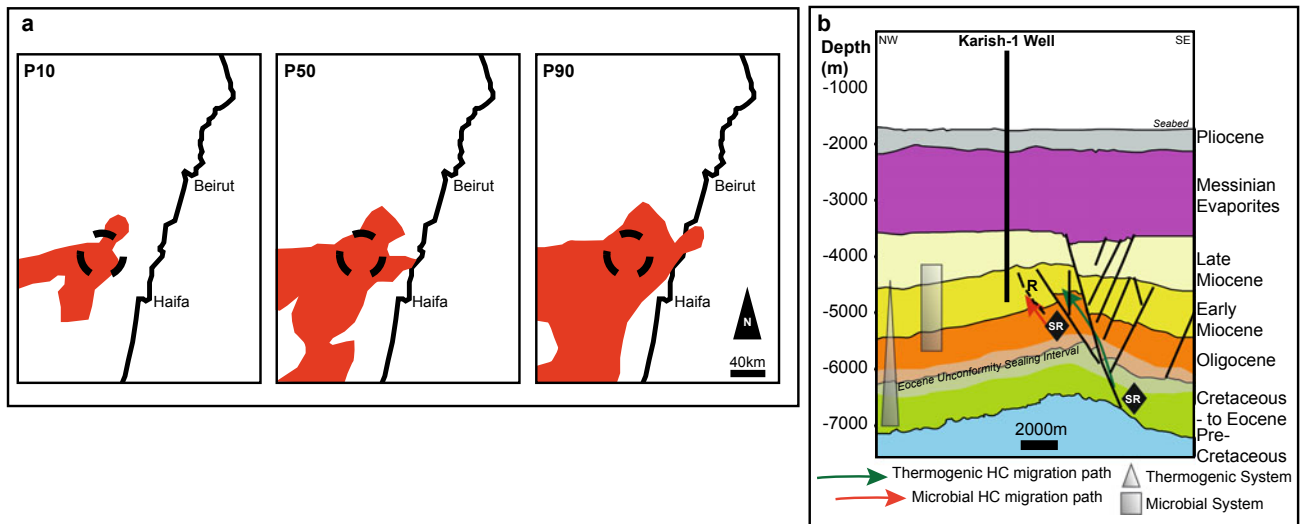 a
P10
Beirut
Haifa
P50
Beirut
Haifa
P90
Beirut
Haifa
N
40km
b
Depth
(m)
NW
Karish-1 Well
SE
-1000
-2000
-3000
-4000
-5000
-6000
-7000
Seabed
Pliocene
Messinian
Evaporites
Late
Miocene
Early
Miocene
Oligocene
Cretaceous
- to Eocene
Pre-
Cretaceous
R
SR
SR
Eocene Unconformity Sealing Interval
2000m
Thermogenic HC migration path
Microbial HC migration path
Thermogenic System
Microbial System